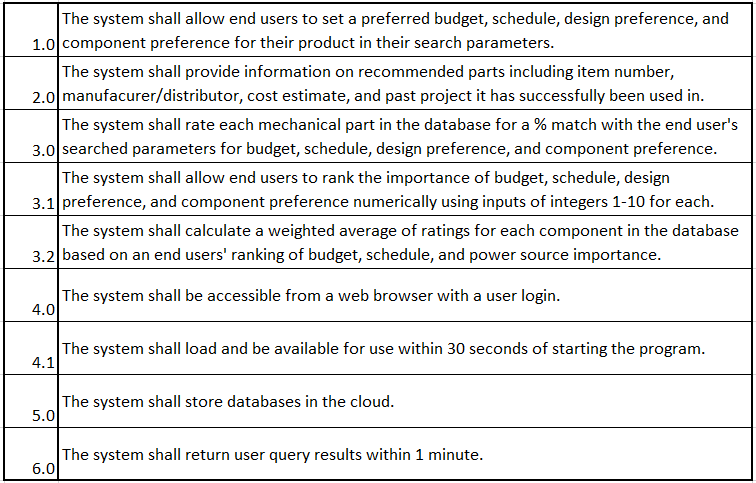 The system shall allow end users to set a preferred budget, schedule, design preference, and
1.0 component preference for their product in their search parameters.
The system shall provide information on recommended parts including item number,
2.0 manufacurer/distributor, cost estimate, and past project it has successfully been used in.
The system shall rate each mechanical part in the database for a % match with the end user's
3.0 searched parameters for budget, schedule, design preference, and component preference.
The system shall allow end users to rank the importance of budget, schedule, design
3.1 preference, and component preference numerically using inputs of integers 1-10 for each.
The system shall calculate a weighted average of ratings for each component in the database
3.2 based on an end users' ranking of budget, schedule, and power source importance.
The system shall be accessible from a web browser with a user login.
4.0
The system shall load and be available for use within 30 seconds of starting the program.
4.1
The system shall store databases in the cloud.
5.0
The system shall return user query results within 1 minute.
6.0